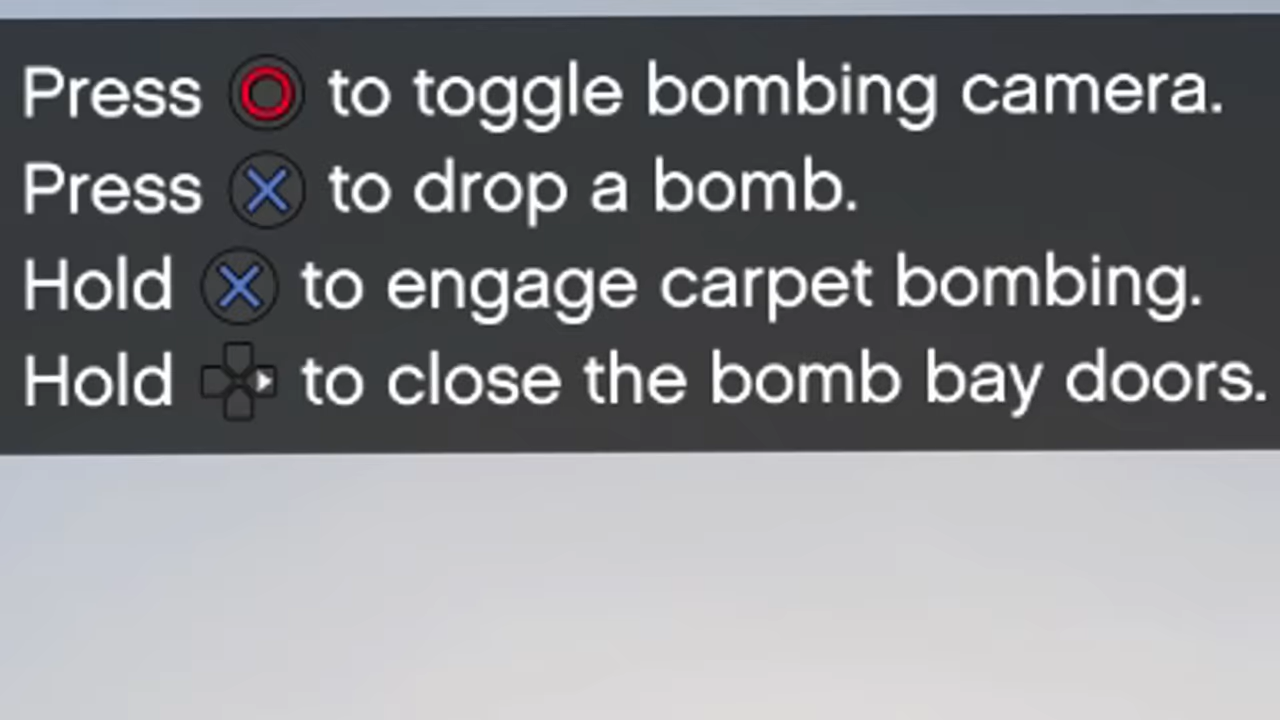 Press to toggle bombing camera.
Press to drop a bomb.
Hold to engage carpet bombing.
Hold to close the bomb bay doors.